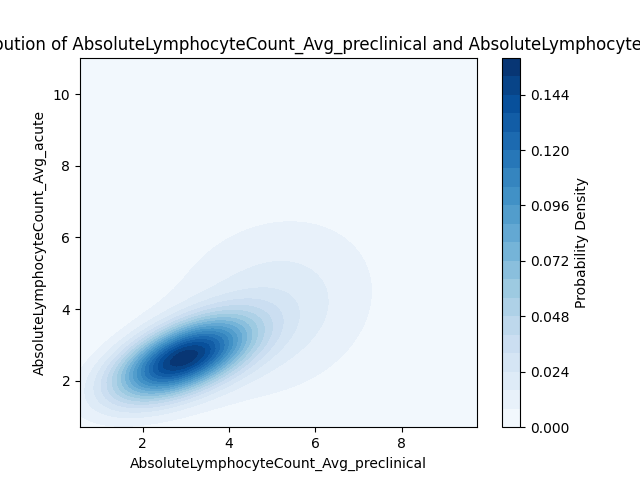 bution of AbsoluteLymphocyteCount_Avg_preclinical and AbsoluteLymphocyte
10
8
6
4
2
AbsoluteLymphocyteCount_Avg_acute
2 4 6 8
AbsoluteLymphocyteCount_Avg_preclinical
0.144
0.120
0.096
0.072
0.048
0.024
0.000
Probability Density